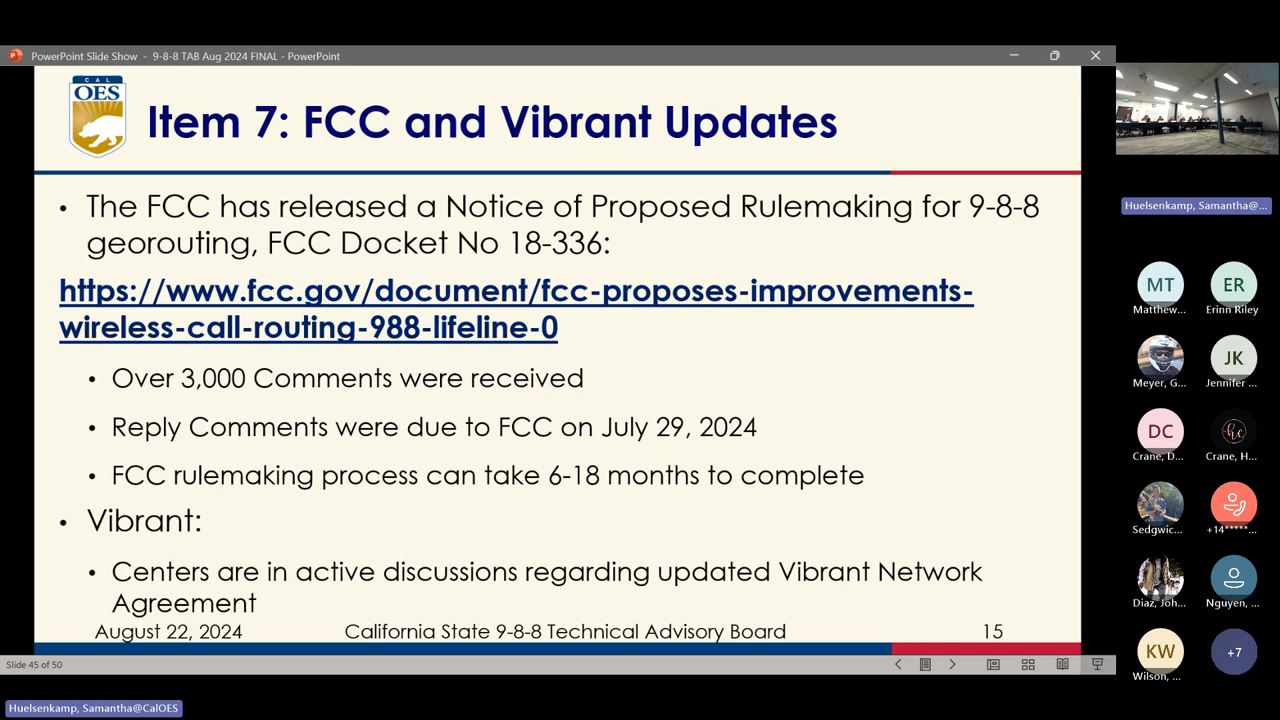 PowerPoint Slide Show - 9-8-8 TAB Aug 2024 FINAL - PowerPoint
CAL
OES
Item 7: FCC and Vibrant Updates
• The FCC has released a Notice of Proposed Rulemaking for 9-8-8
georouting, FCC Docket No 18-336:
https://www.fcc.gov/document/fcc-proposes-improvements-
wireless-call-routing-988-lifeline-0
• Over 3,000 Comments were received
• Reply Comments were due to FCC on July 29, 2024
• FCC rulemaking process can take 6-18 months to complete
• Vibrant:
• Centers are in active discussions regarding updated Vibrant Network
Agreement
August 22, 2024 California State 9-8-8 Technical Advisory Board 15
Slide 45 of 50
Huelsenkamp, Samantha@CalOES
Huelsenkamp, Samantha@...
MT ER
Matthew... Erinn Riley
JK
Meyer, G... Jennifer ...
DC hc
Crane, D... Crane, H...
Sedgwic... +14*****...
Diaz, Joh... Nguyen, ...
KW +7
Wilson, ...